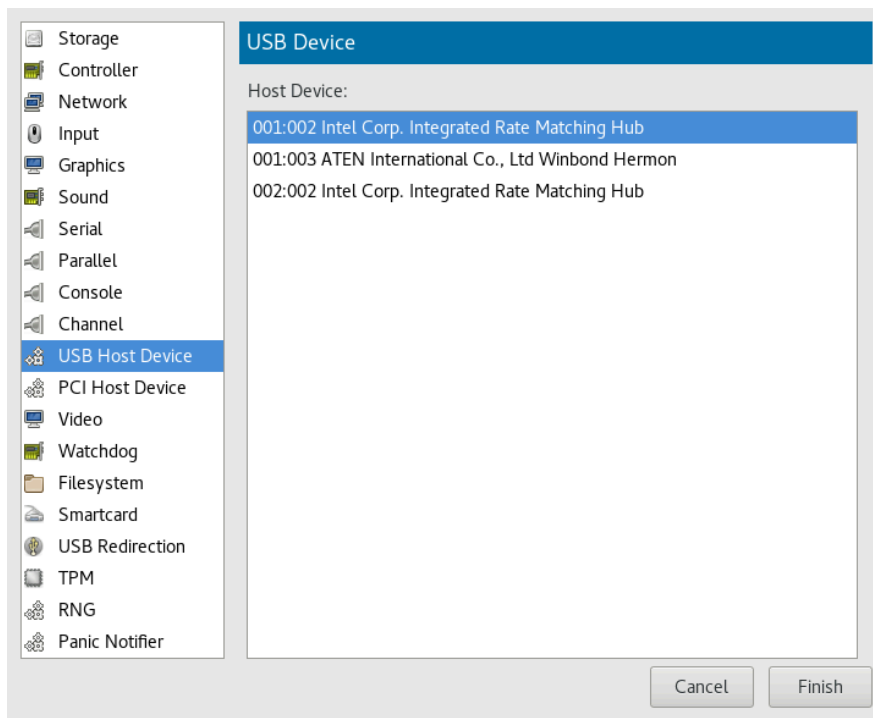 Storage
Controller
Network
Input
Graphics
Sound
Serial
Parallel
Console
Channel
USB Host Device
PCI Host Device
Video
Watchdog
Filesystem
Smartcard
USB Redirection
TPM
RNG
Panic Notifier
USB Device
Host Device:
001:002 Intel Corp. Integrated Rate Matching Hub
001:003 ATEN International Co., Ltd Winbond Hermon
002:002 Intel Corp. Integrated Rate Matching Hub
Cancel
Finish